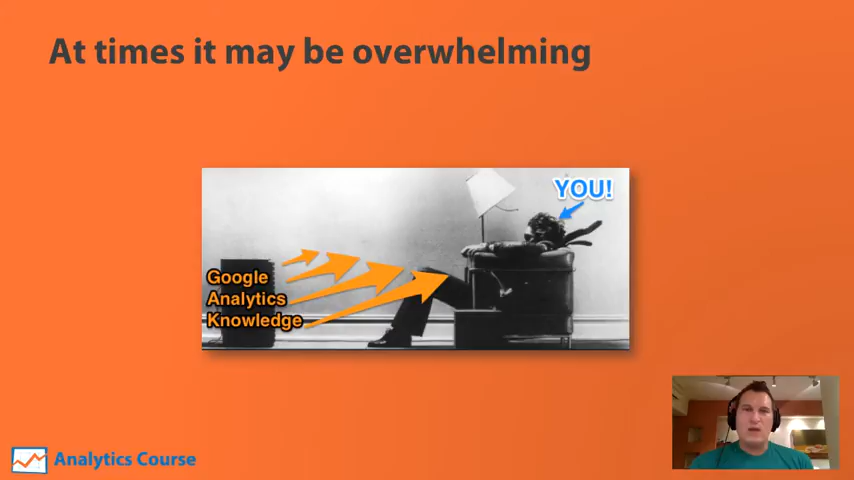 At times it may be overwhelming
YOU!
Google
Analytics
Knowledge
Analytics Course